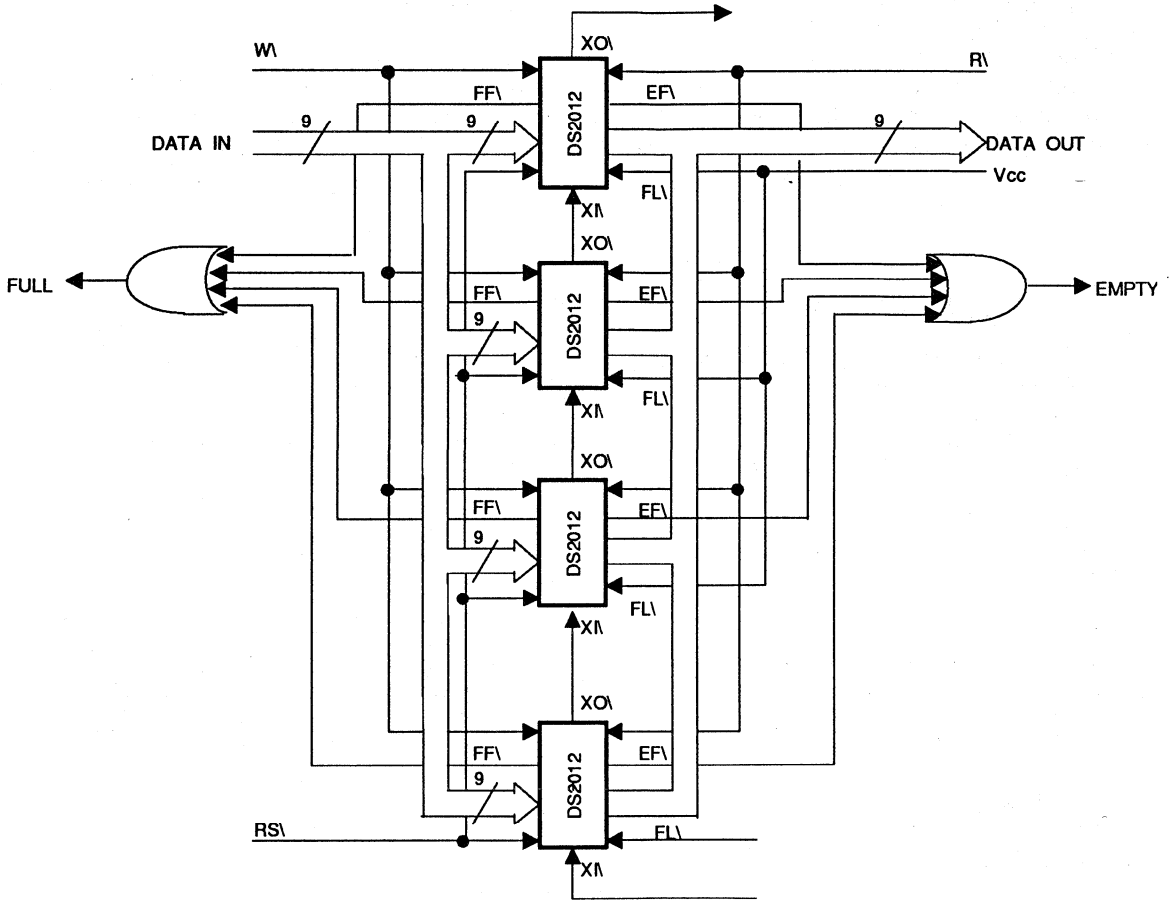 XO\
W\
R\
FF\
EF\
9
9
9
DATA IN
DS2012
DATA OUT
Vcc
FL\
XI\
XO\
FULL
FF\
EF\
EMPTY
9
DS2012
FL\
XI\
XO\
FF\
EF\
9
DS2012
FL\
XI\
XO\
FF\
EF\
9
DS2012
RS\
FL\
XI\